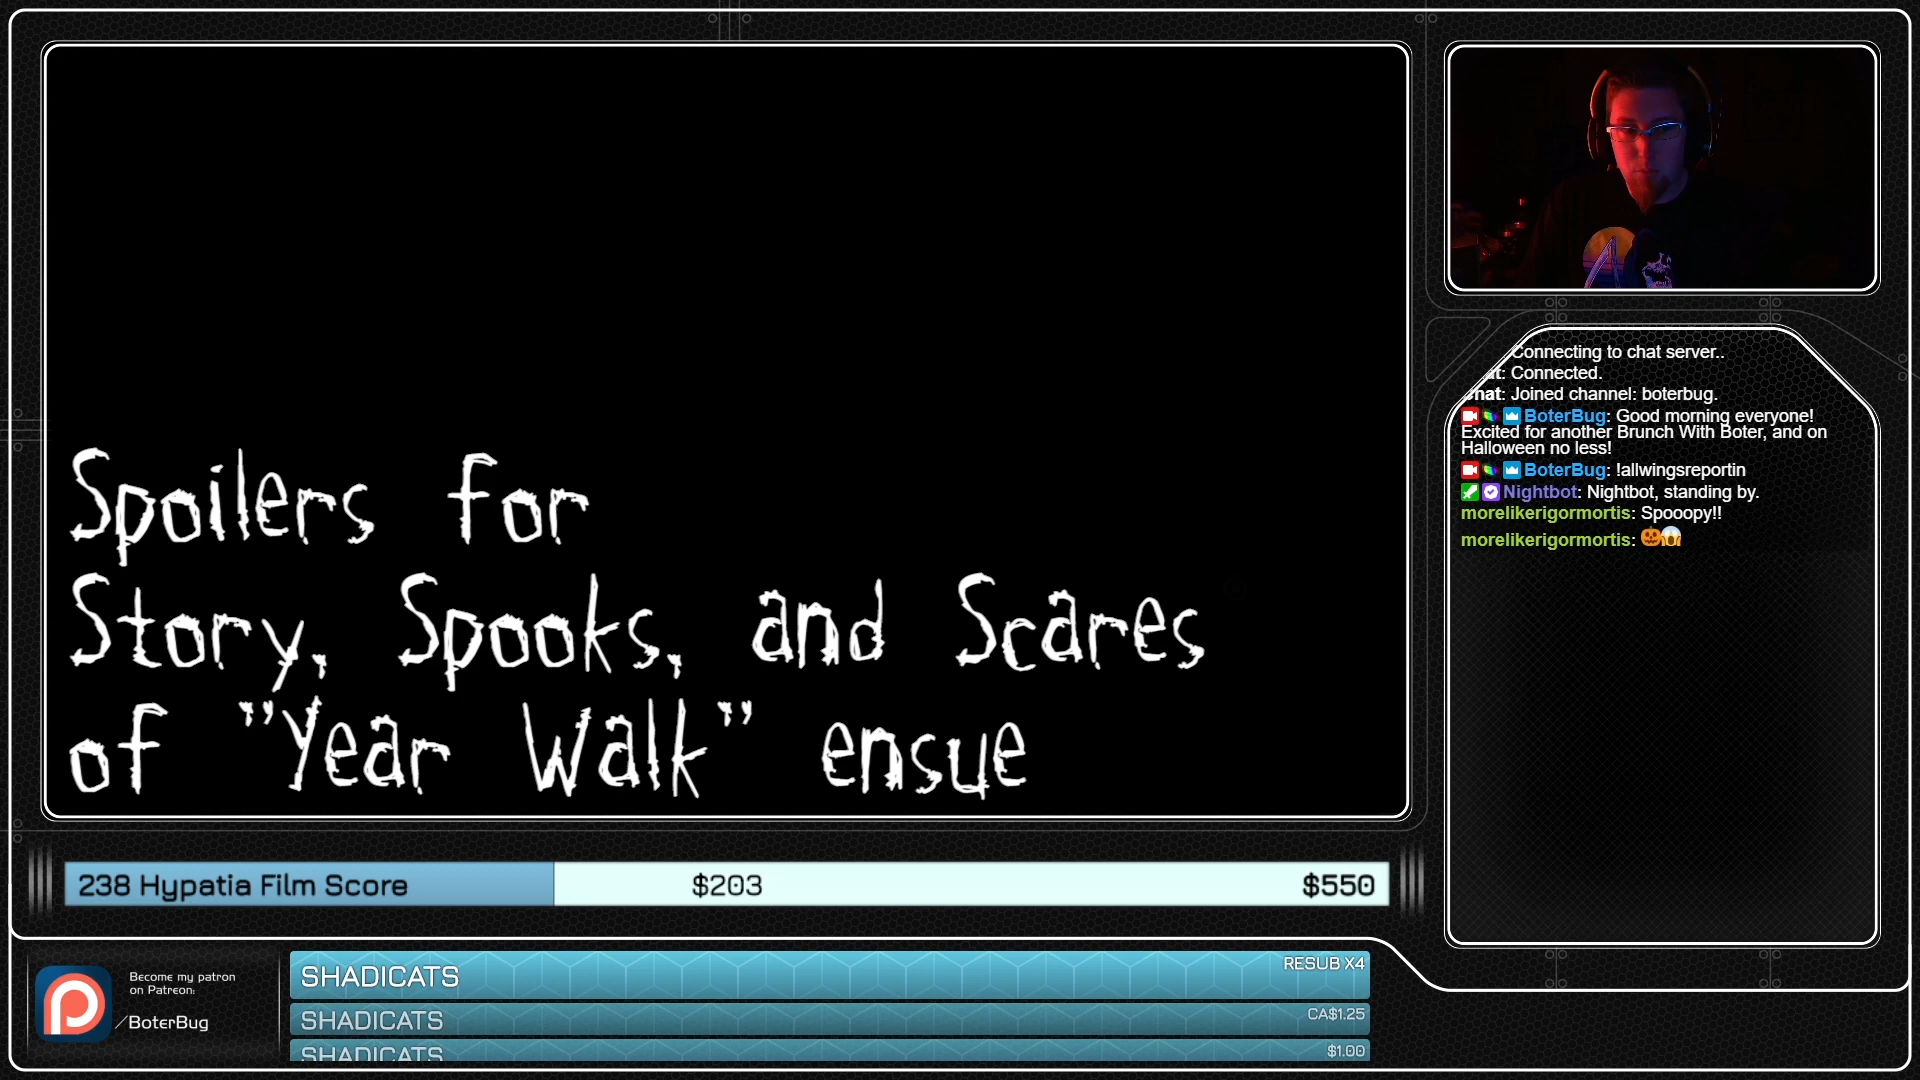 Spoilers for
Story, Spooks, and Scares
of "Year Walk" ensue
Connecting to chat server..
Connected.
Chat: Joined channel: boterbug.
BoterBug: Good morning everyone!
Excited for another Brunch With Boter, and on
Halloween no less!
BoterBug: !allwingsreportin
Nightbot: Nightbot, standing by.
morelikerigormortis: Spooopy!!
morelikerigormortis: 🎃😱
238 Hypatia Film Score $203 $550
Become my patron
on Patreon:
/BoterBug
SHADICATS RESUB X4
SHADICATS CA$1.25
SHADICATS $1.00